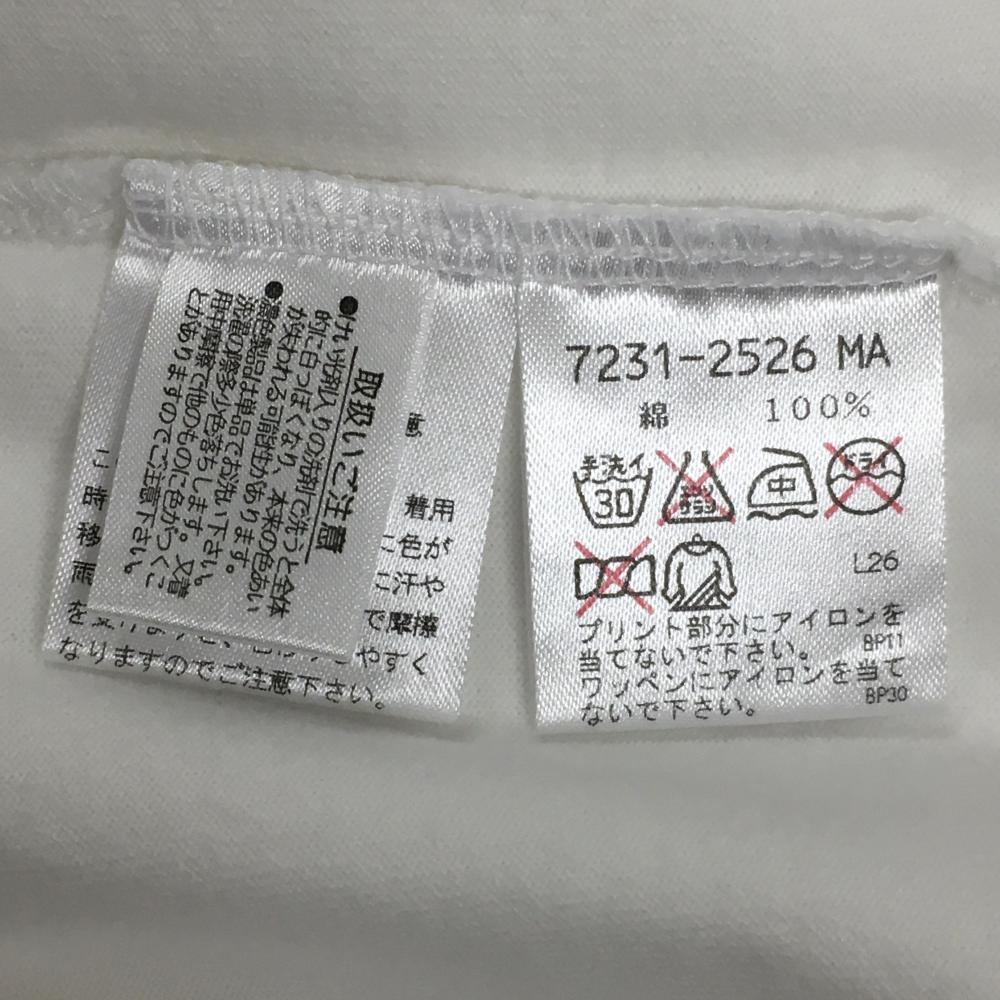 取扱いご注意
●けい光剤入りの洗剤で洗うと全体
的に白っぽくなり、本来の色あい
が失われる可能性があります。
●濃色製品は単品でお洗い下さい。
洗濯の際多少色落ちします。又着
用中摩擦で他のものに色がつくこ
とがありますのでご注意下さい。
意
時 着用
移 に色が
雨 に汗や
を で摩擦
やすく
なりますのでご注意下さい。
7231-2526 MA
綿 100%
手洗イ
30
エンソ
サラシ
中
ドライ
L26
プリント部分にアイロンを
当てないで下さい。 BP11
ワッペンにアイロンを当て
ないで下さい。 BP30